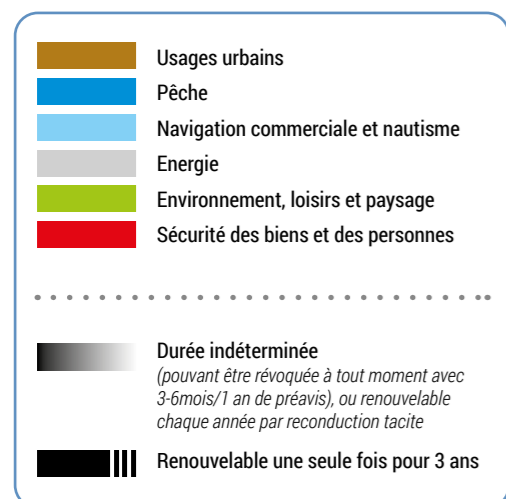 Usages urbains
Pêche
Navigation commerciale et nautisme
Energie
Environnement, loisirs et paysage
Sécurité des biens et des personnes
Durée indéterminée
(pouvant être révoquée à tout moment avec
3-6mois/1 an de préavis), ou renouvelable
chaque année par reconduction tacite
Renouvelable une seule fois pour 3 ans